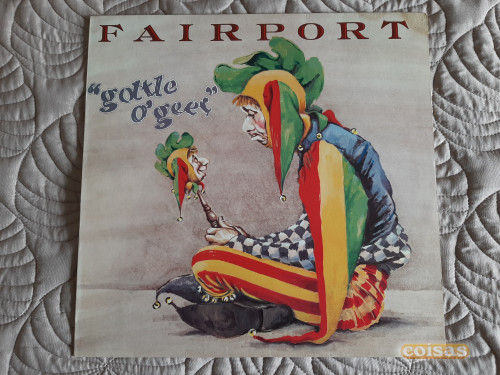 FAIRPORT
"gottle
o'geer"
coisas